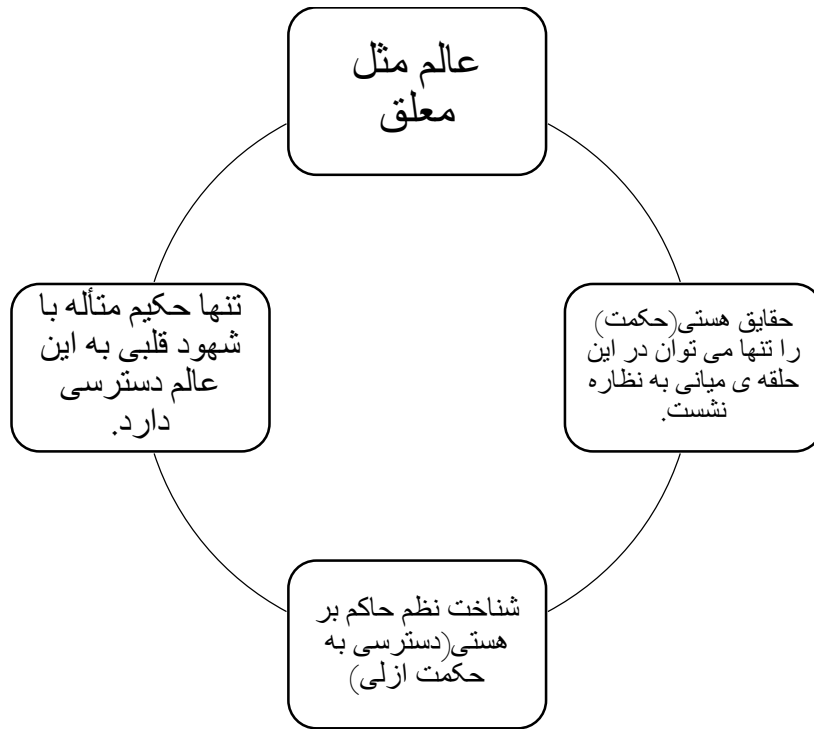 عالم مثل
معلق
حقایق هستی(حکمت)
را تنها می توان در این
حلقه ی میانی به نظاره
نشست.
شناخت نظم حاکم بر
هستی(دسترسی به
حکمت ازلی)
تنها حکیم متأله با
شهود قلبی به این
عالم دسترسی
دارد.